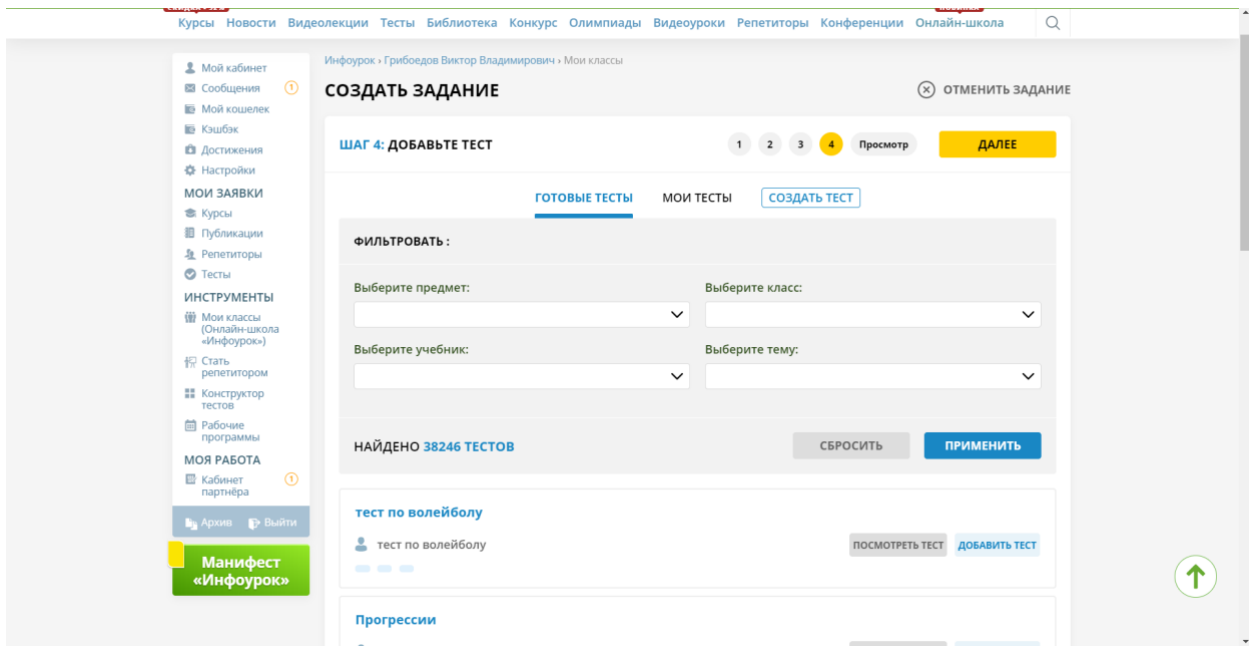 Курсы Новости Видеолекции Тесты Библиотека Конкурс Олимпиады Видеоуроки Репетиторы Конференции Онлайн-школа
Мой кабинет
Сообщения 1
Мой кошелек
Кэшбэк
Достижения
Настройки
МОИ ЗАЯВКИ
Курсы
Публикации
Репетиторы
Тесты
ИНСТРУМЕНТЫ
Мои классы
(Онлайн-школа
«Инфоурок»)
Стать
репетитором
Конструктор
тестов
Рабочие
программы
МОЯ РАБОТА
Кабинет 1
партнёра
Архив Выйти
Манифест
«Инфоурок»
Инфоурок › Грибоедов Виктор Владимирович › Мои классы
СОЗДАТЬ ЗАДАНИЕ ОТМЕНИТЬ ЗАДАНИЕ
ШАГ 4: ДОБАВЬТЕ ТЕСТ 1 2 3 4 Просмотр ДАЛЕЕ
ГОТОВЫЕ ТЕСТЫ МОИ ТЕСТЫ СОЗДАТЬ ТЕСТ
ФИЛЬТРОВАТЬ :
Выберите предмет: Выберите класс:
Выберите учебник: Выберите тему:
НАЙДЕНО 38246 ТЕСТОВ СБРОСИТЬ ПРИМЕНИТЬ
тест по волейболу
тест по волейболу ПОСМОТРЕТЬ ТЕСТ ДОБАВИТЬ ТЕСТ
Прогрессии